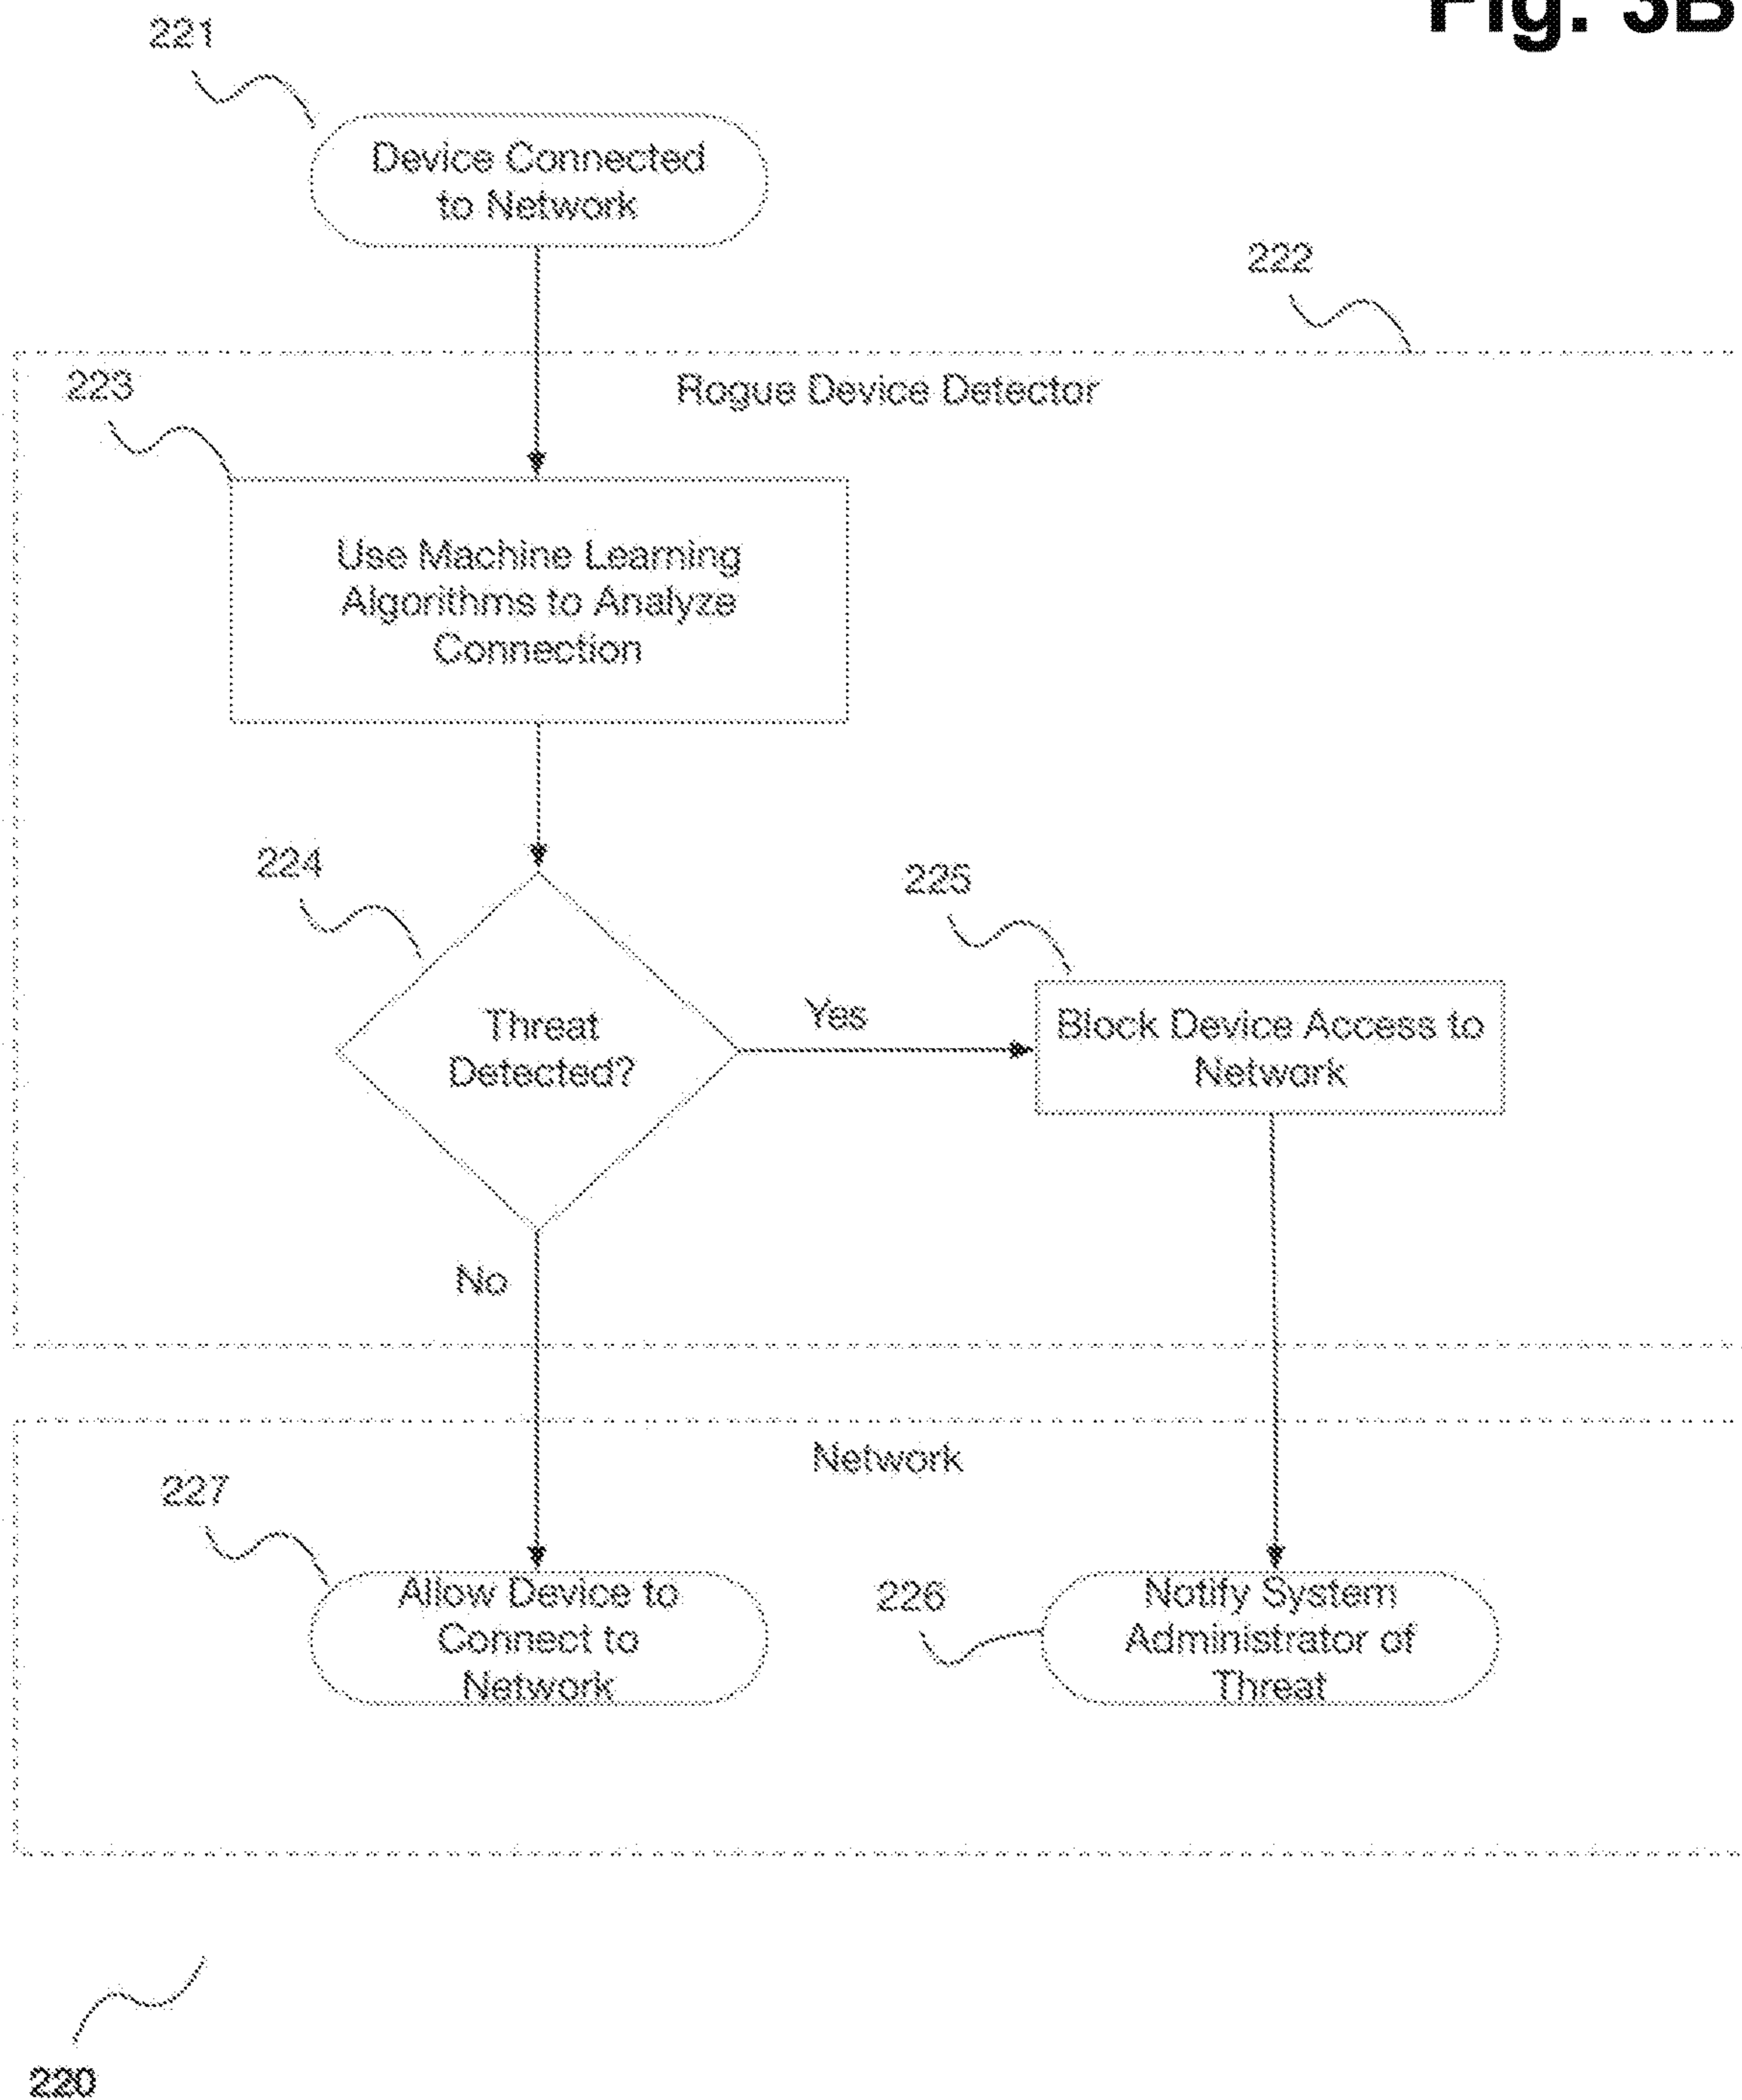 Fig. 3B
221
Device Connected
to Network
222
223
Rogue Device Detector
Use Machine Learning
Algorithms to Analyze
Connection
224
225
Threat
Detected?
Yes
Block Device Access to
Network
No
Network
227
Allow Device to
Connect to
Network
226
Notify System
Administrator of
Threat
220